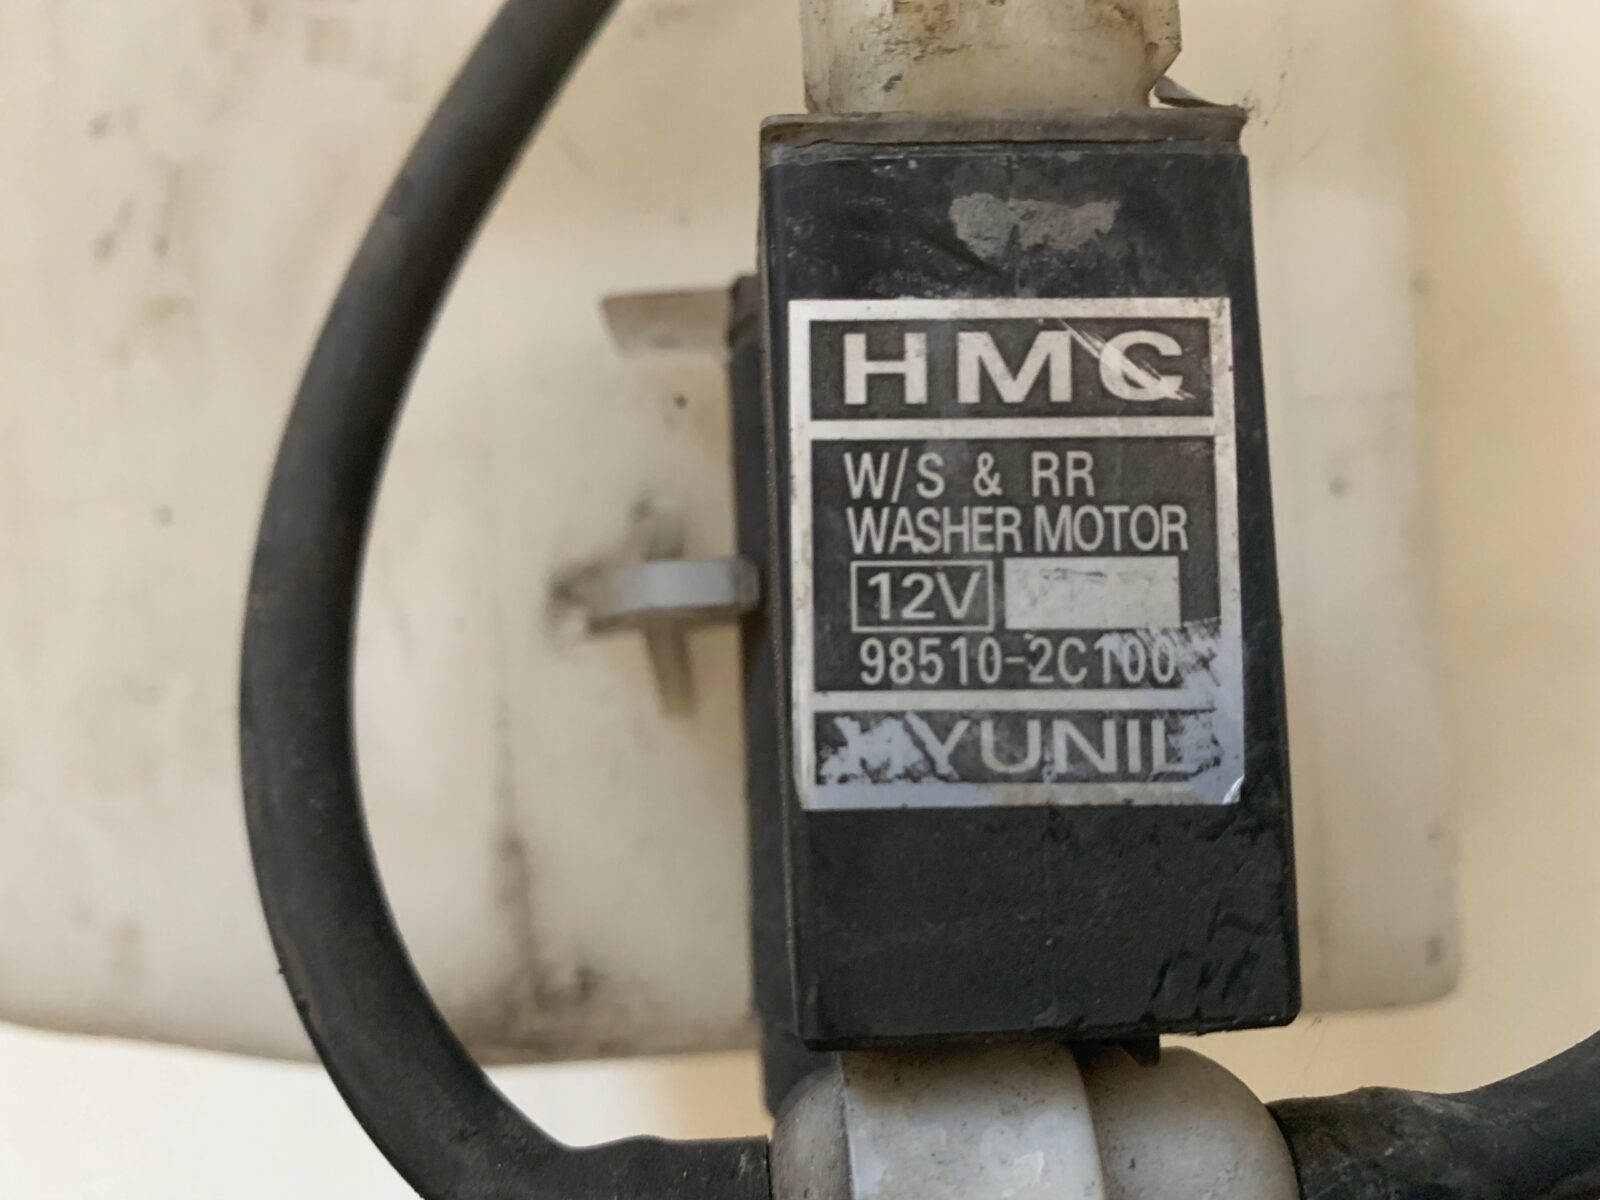 HMC
W/S & RR
WASHER MOTOR
12V
98510-2C100
YUNIL